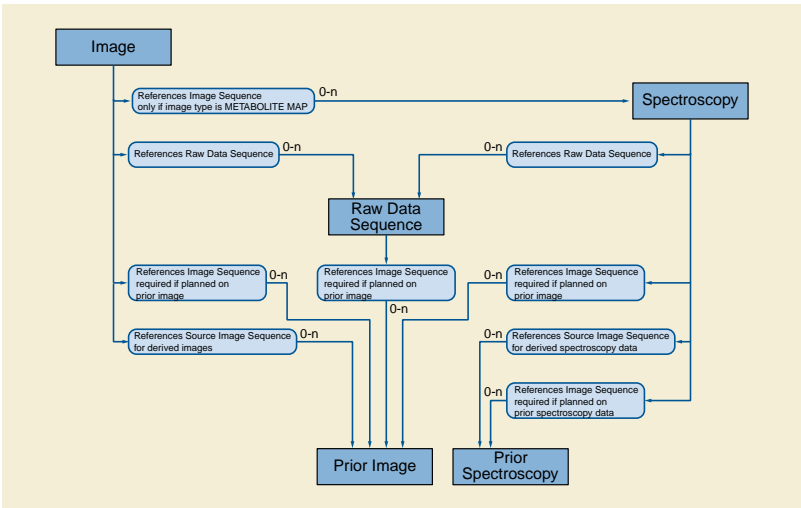 Image
References Image Sequence
only if image type is METABOLITE MAP
0-n
Spectroscopy
References Raw Data Sequence
0-n
0-n
References Raw Data Sequence
Raw Data
Sequence
References Image Sequence
required if planned on
prior image
0-n
References Image Sequence
required if planned on
prior image
0-n
0-n
References Image Sequence
required if planned on
prior image
References Source Image Sequence
for derived images
0-n
0-n
References Source Image Sequence
for derived spectroscopy data
0-n
References Image Sequence
required if planned on
prior spectroscopy data
Prior Image
Prior
Spectroscopy